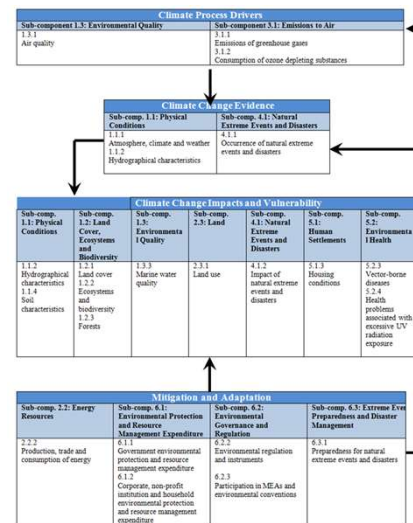 Climate Process Drivers
Sub-component 1.3: Environmental Quality
1.3.1
Air quality
Sub-component 3.1: Emissions to Air
3.1.1
Emissions of greenhouse gases
3.1.2
Consumption of ozone depleting substances
Climate Change Evidence
Sub-comp. 1.1: Physical
Conditions
1.1.1
Atmosphere, climate and weather
1.1.2
Hydrographical characteristics
Sub-comp. 4.1: Natural
Extreme Events and Disasters
4.1.1
Occurrence of natural extreme
events and disasters
Climate Change Impacts and Vulnerability
Sub-comp.
1.1: Physical
Conditions
1.1.2
Hydrographical
characteristics
1.1.4
Soil
characteristics
Sub-comp.
1.2: Land
Cover,
Ecosystems
and
Biodiversity
1.2.1
Land cover
1.2.2
Ecosystems
and
biodiversity
1.2.3
Forests
Sub-comp.
1.3:
Environmenta
l Quality
1.3.3
Marine water
quality
Sub-comp.
2.3: Land
2.3.1
Land use
Sub-comp.
4.1: Natural
Extreme
Events and
Disasters
4.1.2
Impact of
natural extreme
events and
disasters
Sub-comp.
5.1:
Human
Settlements
5.1.3
Housing
conditions
Sub-comp.
5.2:
Environmenta
l Health
5.2.3
Vector-borne
diseases
5.2.4
Health
problems
associated with
excessive UV
radiation
exposure
Mitigation and Adaptation
Sub-comp. 2.2: Energy
Resources
2.2.2
Production, trade and
consumption of energy
Sub-comp. 6.1:
Environmental Protection
and Resource
Management Expenditure
6.1.1
Government environmental
protection and resource
management expenditure
6.1.2
Corporate, non-profit
institution and household
environmental protection
and resource management
expenditure
Sub-comp. 6.2:
Environmental
Governance and
Regulation
6.2.2
Environmental regulation
and instruments
6.2.3
Participation in MEAs and
environmental conventions
Sub-comp. 6.3: Extreme Even
Preparedness and Disaster
Management
6.3.1
Preparedness for natural
extreme events and disasters